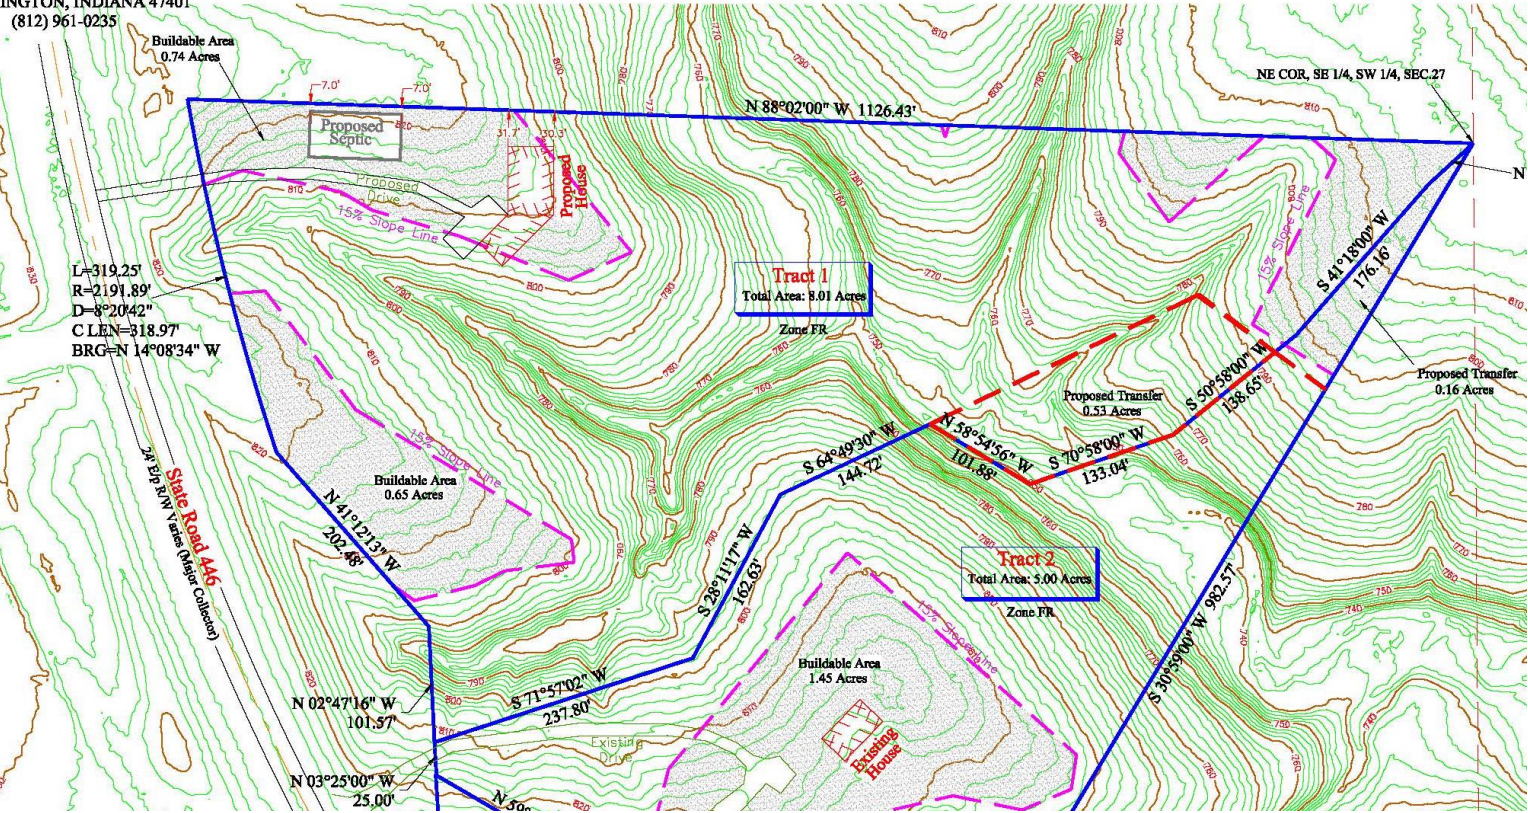 INGTON, INDIANA 47401
(812) 961-0235
Buildable Area
0.74 Acres
7.0'
7.0'
N 88°02'00" W 1126.43'
NE COR, SE 1/4, SW 1/4, SEC.27
Proposed
Septic
31.7'
30.3'
Proposed
House
Proposed
Drive
15% Slope Line
N
L=319.25'
R=2191.89'
D=8°20'42"
C LEN=318.97'
BRG=N 14°08'34" W
Tract 1
Total Area: 8.01 Acres
Zone FR
15% Slope Line
S 41°18'00" W
176.16'
Proposed Transfer
0.16 Acres
Proposed Transfer
0.53 Acres
S 50°58'00" W
138.65'
N 58°54'56" W
101.88'
S 70°58'00" W
133.04'
S 64°49'30" W
144.72'
15% Slope Line
Buildable Area
0.65 Acres
State Road 446
24' E/p R/W Varies (Major Collector)
N 41°12'13" W
202.48'
S 28°11'17" W
162.63'
Tract 2
Total Area: 5.00 Acres
Zone FR
15% Slope Line
S 30°59'00" W 982.57'
Buildable Area
1.45 Acres
N 02°47'16" W
101.57'
S 71°57'02" W
237.80'
Existing
Drive
Existing
House
N 03°25'00" W
25.00'